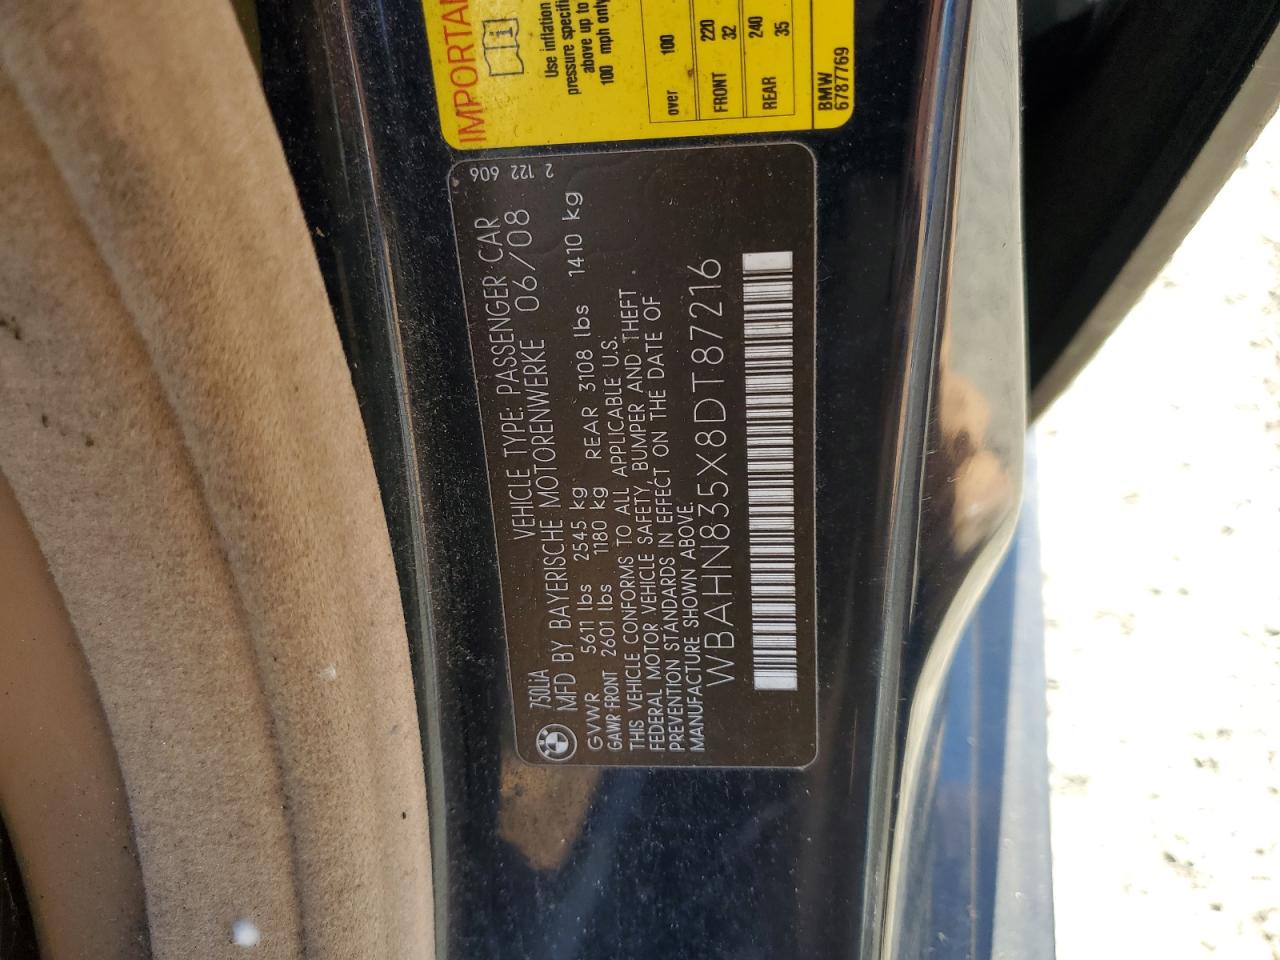 IMPORTA
Use inflation
pressure specifi
above up to
100 mph only
over 100
FRONT 220 32
REAR 240 35
BMW
6787769
2 122 606
750LiA VEHICLE TYPE: PASSENGER CAR
MFD BY BAYERISCHE MOTORENWERKE 06/08
GVWR 5611 lbs 2545 kg
GAWR FRONT 2601 lbs 1180 kg REAR 3108 lbs 1410 kg
THIS VEHICLE CONFORMS TO ALL APPLICABLE U.S.
FEDERAL MOTOR VEHICLE SAFETY, BUMPER AND THEFT
PREVENTION STANDARDS IN EFFECT ON THE DATE OF
MANUFACTURE SHOWN ABOVE.
WBAHN835X8DT87216